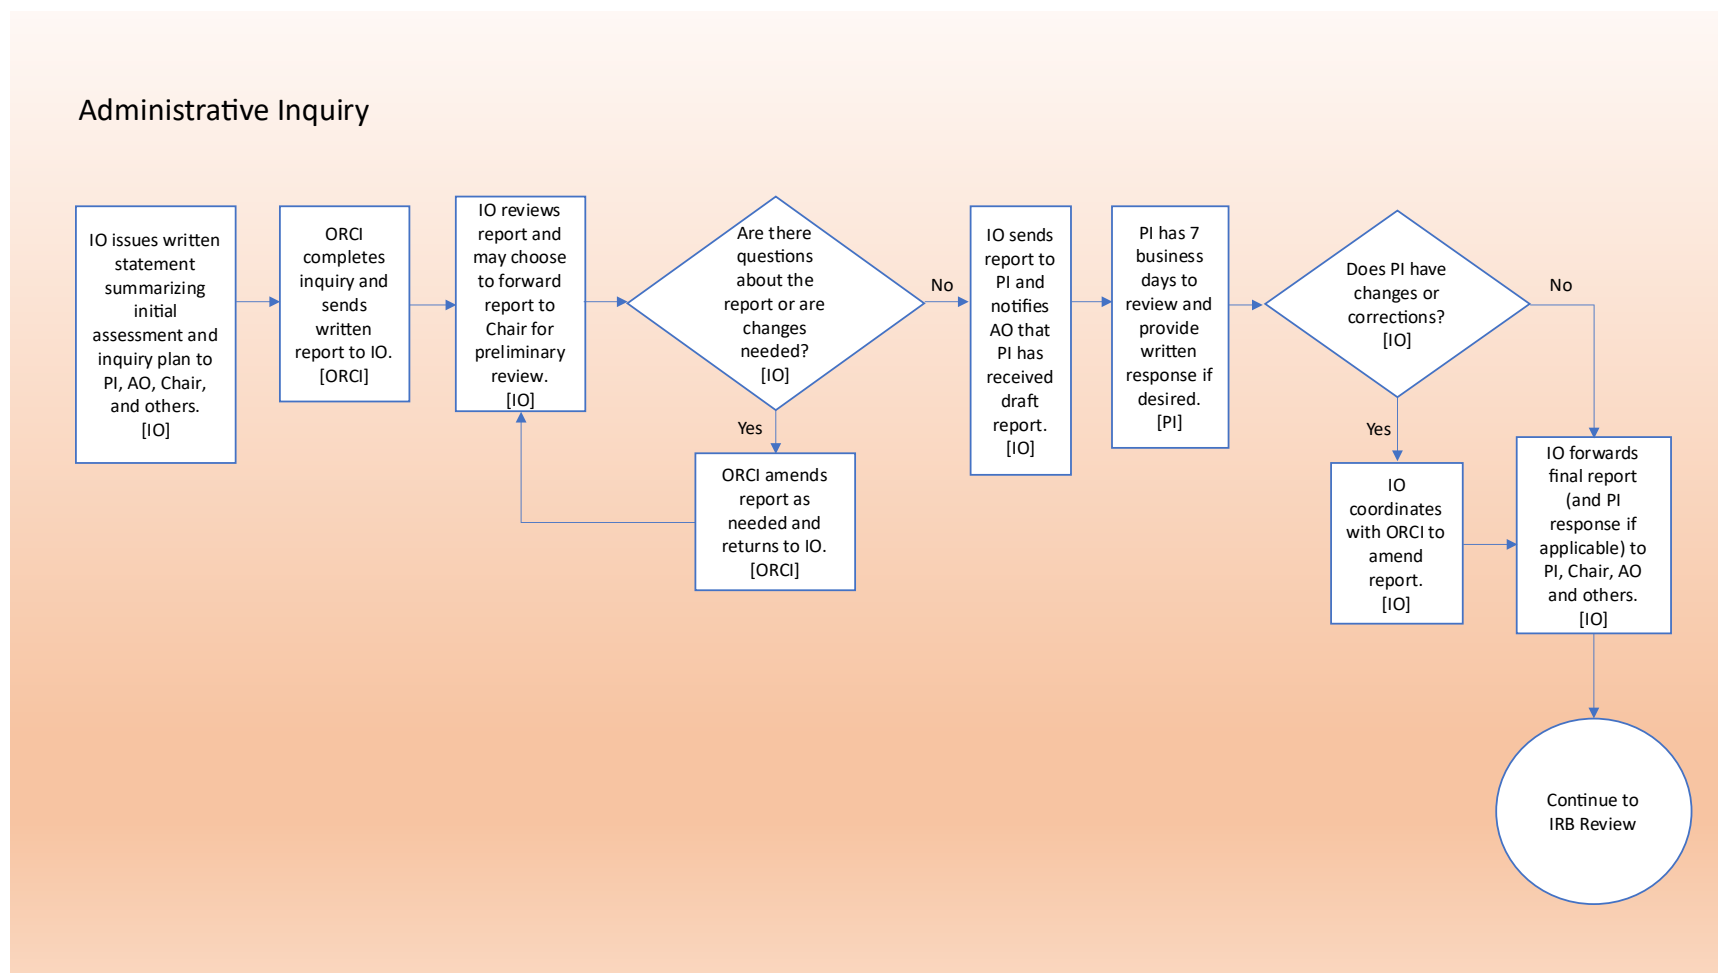 Administrative Inquiry
IO issues written
statement
summarizing
initial
assessment and
inquiry plan to
PI, AO, Chair,
and others.
[IO]
ORCI
completes
inquiry and
sends
written
report to IO.
[ORCI]
IO reviews
report and
may choose
to forward
report to
Chair for
preliminary
review.
[IO]
Are there
questions
about the
report or are
changes
needed?
[IO]
No
Yes
ORCI amends
report as
needed and
returns to IO.
[ORCI]
IO sends
report to
PI and
notifies
AO that
PI has
received
draft
report.
[IO]
PI has 7
business
days to
review and
provide
written
response if
desired.
[PI]
Does PI have
changes or
corrections?
[IO]
No
Yes
IO
coordinates
with ORCI to
amend
report.
[IO]
IO forwards
final report
(and PI
response if
applicable) to
PI, Chair, AO
and others.
[IO]
Continue to
IRB Review